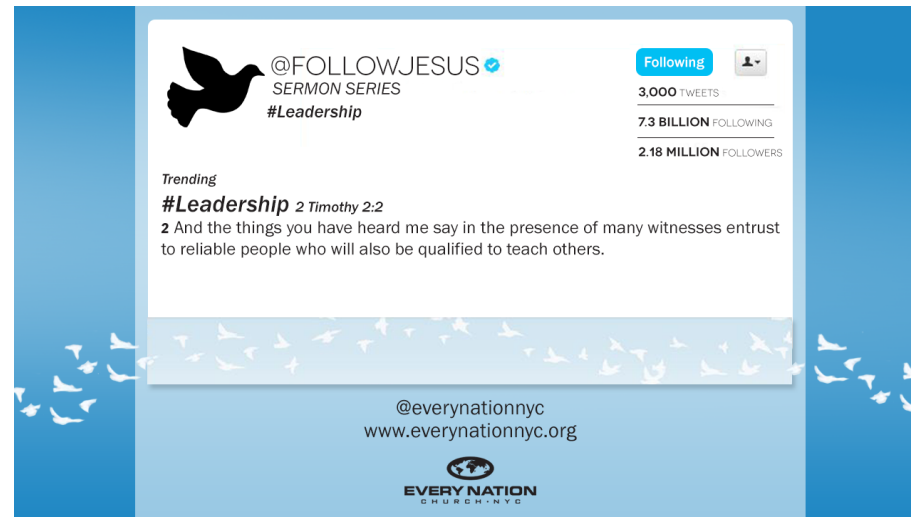 @FOLLOWJESUS
SERMON SERIES
#Leadership
Following
3,000 TWEETS
7.3 BILLION FOLLOWING
2.18 MILLION FOLLOWERS
Trending
#Leadership 2 Timothy 2:2
2 And the things you have heard me say in the presence of many witnesses entrust
to reliable people who will also be qualified to teach others.
@everynationnyc
www.everynationnyc.org
EVERY NATION
CHURCH·NYC